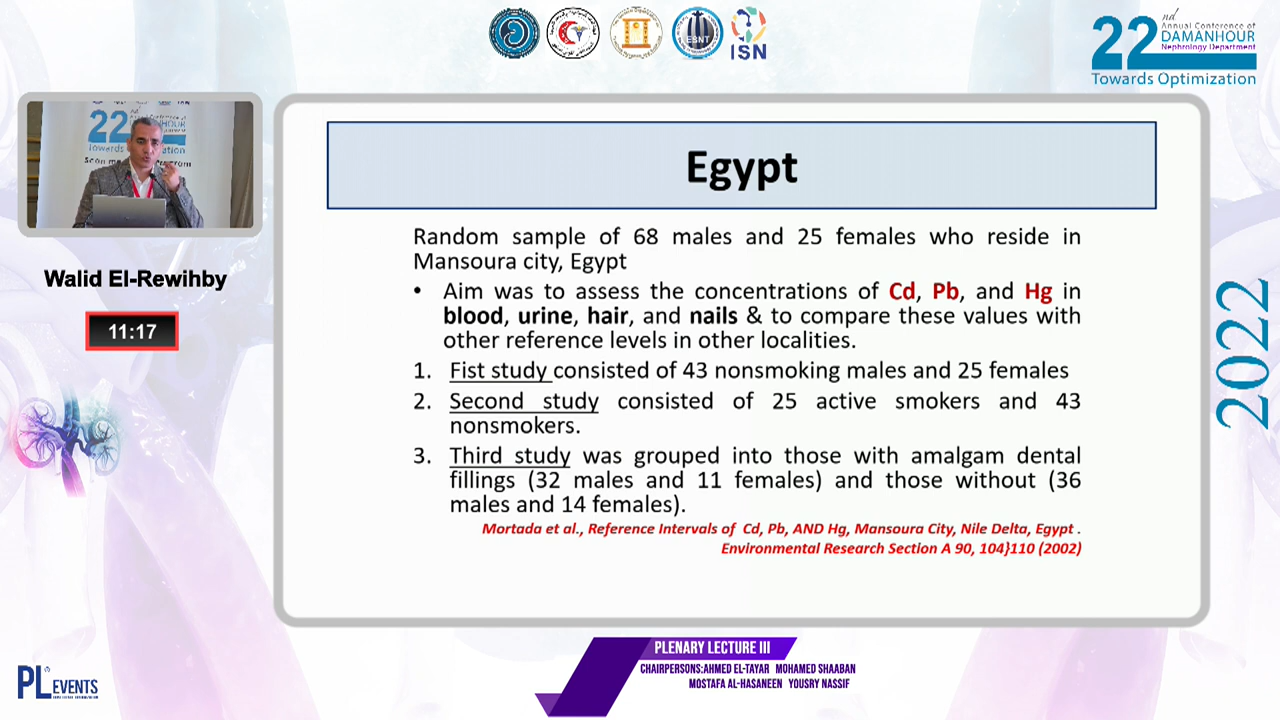 ESNT
ISN
22
nd
Annual Conference of
DAMANHOUR
Nephrology Department
Towards Optimization
22
Towards
Walid El-Rewihby
11:17
Egypt
Random sample of 68 males and 25 females who reside in
Mansoura city, Egypt
• Aim was to assess the concentrations of Cd, Pb, and Hg in
blood, urine, hair, and nails & to compare these values with
other reference levels in other localities.
1. Fist study consisted of 43 nonsmoking males and 25 females
2. Second study consisted of 25 active smokers and 43
nonsmokers.
3. Third study was grouped into those with amalgam dental
fillings (32 males and 11 females) and those without (36
males and 14 females).
Mortada et al., Reference Intervals of Cd, Pb, AND Hg, Mansoura City, Nile Delta, Egypt .
Environmental Research Section A 90, 104}110 (2002)
2022
PLENARY LECTURE III
CHAIRPERSONS:AHMED EL-TAYAR MOHAMED SHAABAN
MOSTAFA AL-HASANEEN YOUSRY NASSIF
PL EVENTS